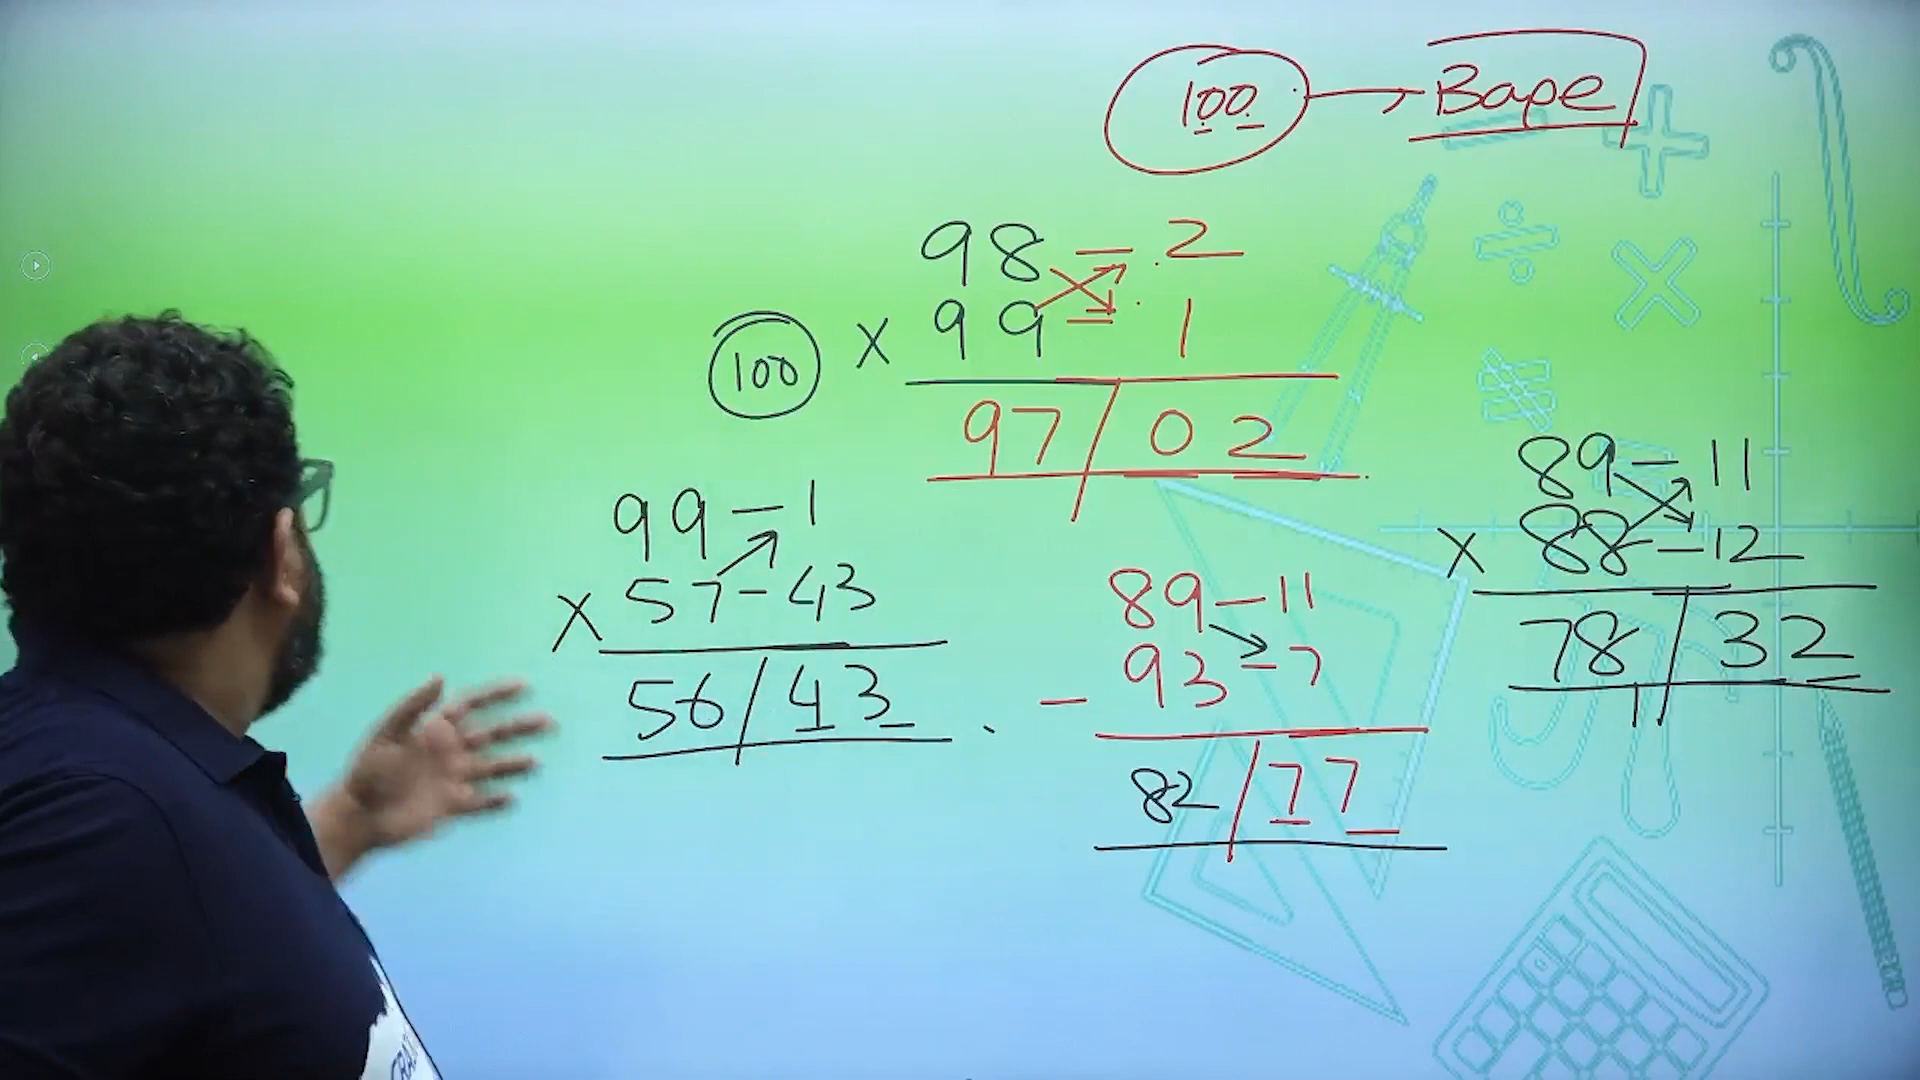 100 → Bape
98 - 2
100 × 99 - 1
97 / 02
99 - 1
× 57 - 43
56 / 43
89 - 11
- 93 - 7
82 / 77
89 - 11
× 88 - 12
78 / 32
1